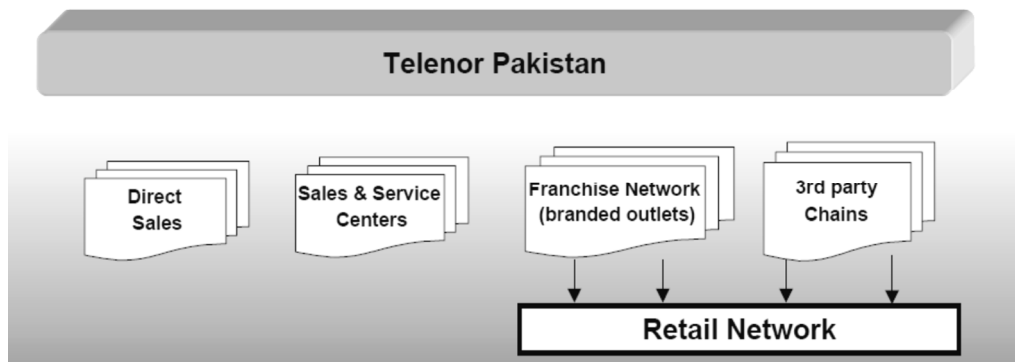 Telenor Pakistan
Direct
Sales
Sales & Service
Centers
Franchise Network
(branded outlets)
3rd party
Chains
Retail Network